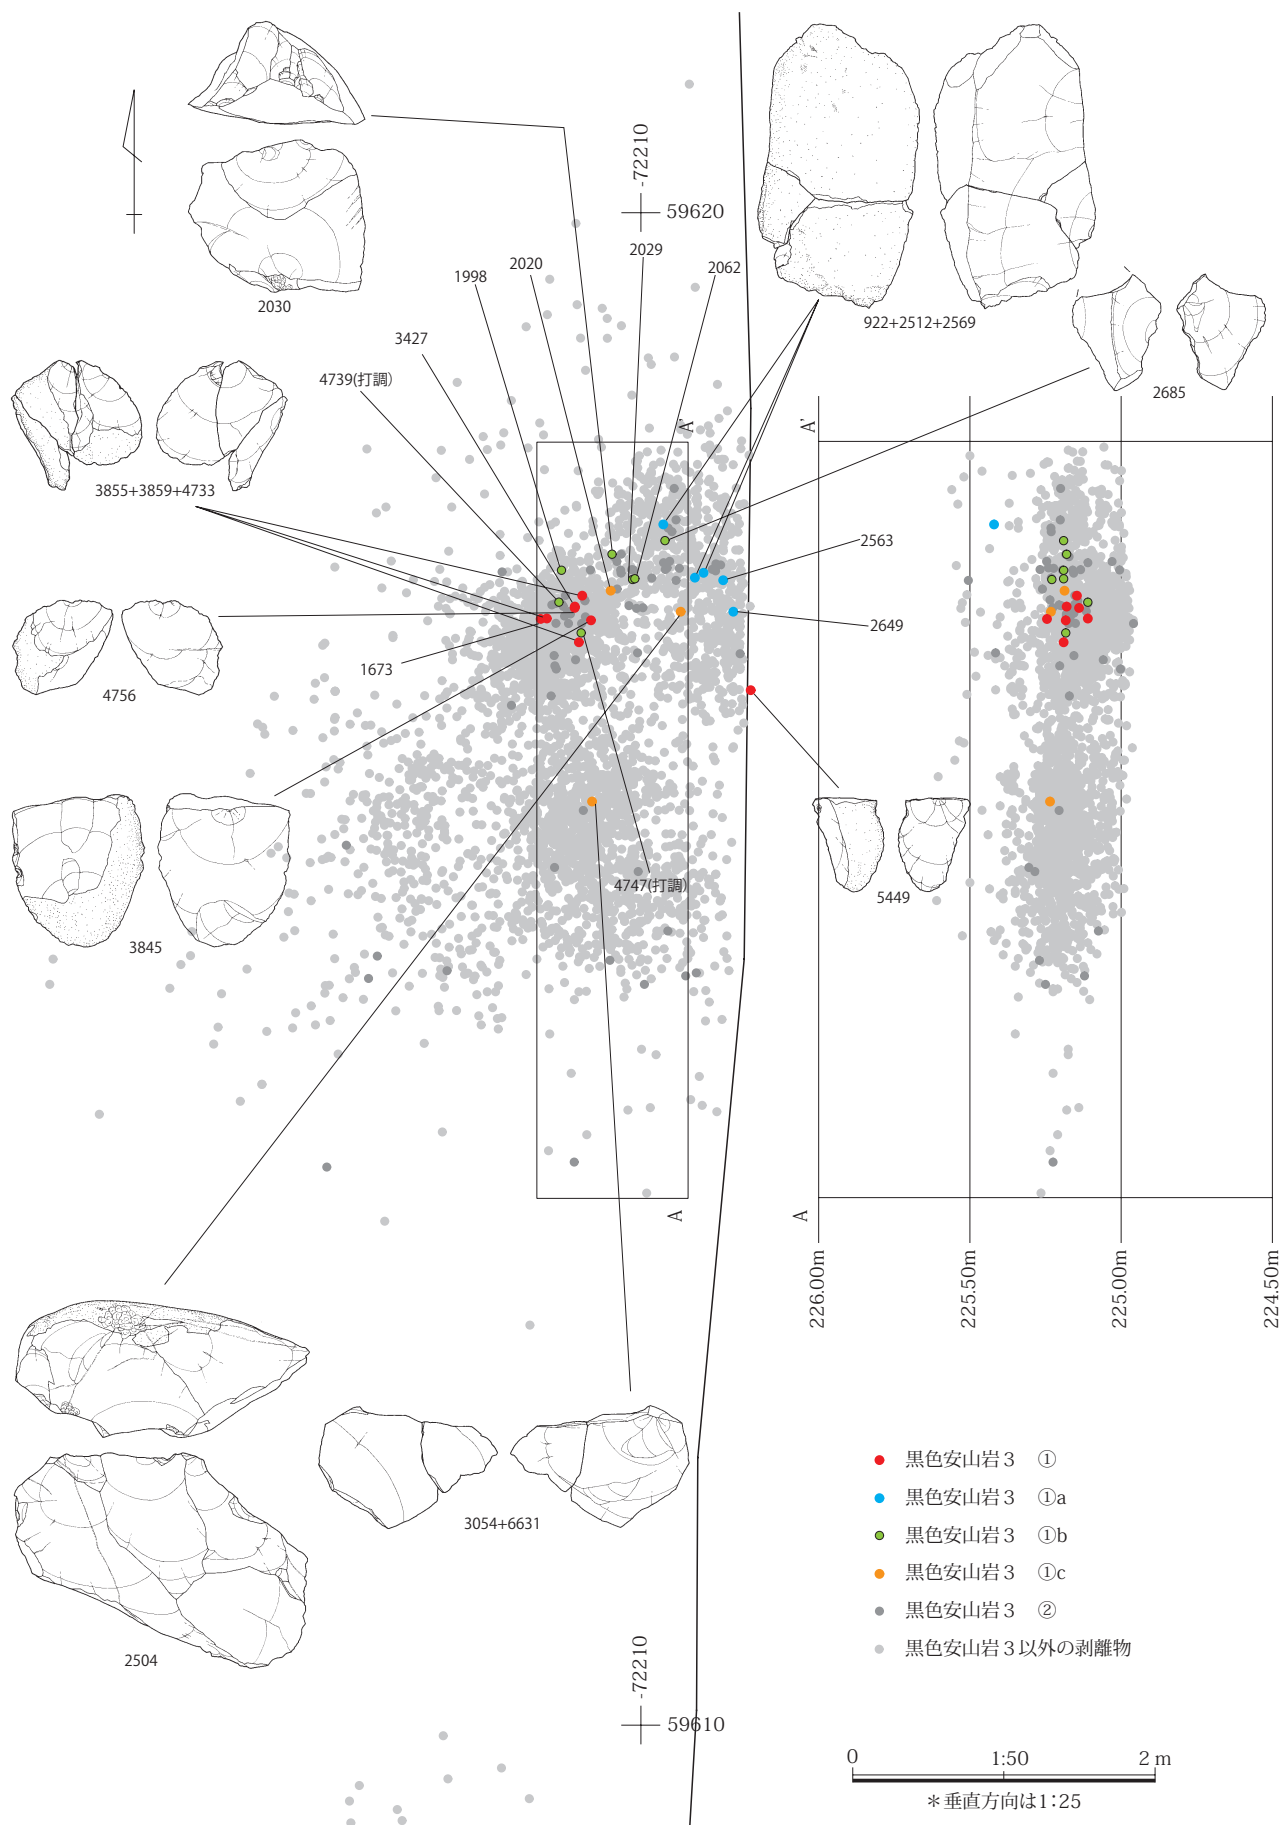 -72210
59620
2030
2029
2020
2062
1998
922+2512+2569
3427
2685
4739(打調)
A'
A'
3855+3859+4733
2563
2649
1673
4756
4747(打調)
5449
3845
A
A
226.00m
225.50m
225.00m
224.50m
3054+6631
2504
黒色安山岩3 ①
黒色安山岩3 ①a
黒色安山岩3 ①b
黒色安山岩3 ①c
黒色安山岩3 ②
黒色安山岩3以外の剥離物
-72210
59610
0 1:50 2 m
＊垂直方向は1:25